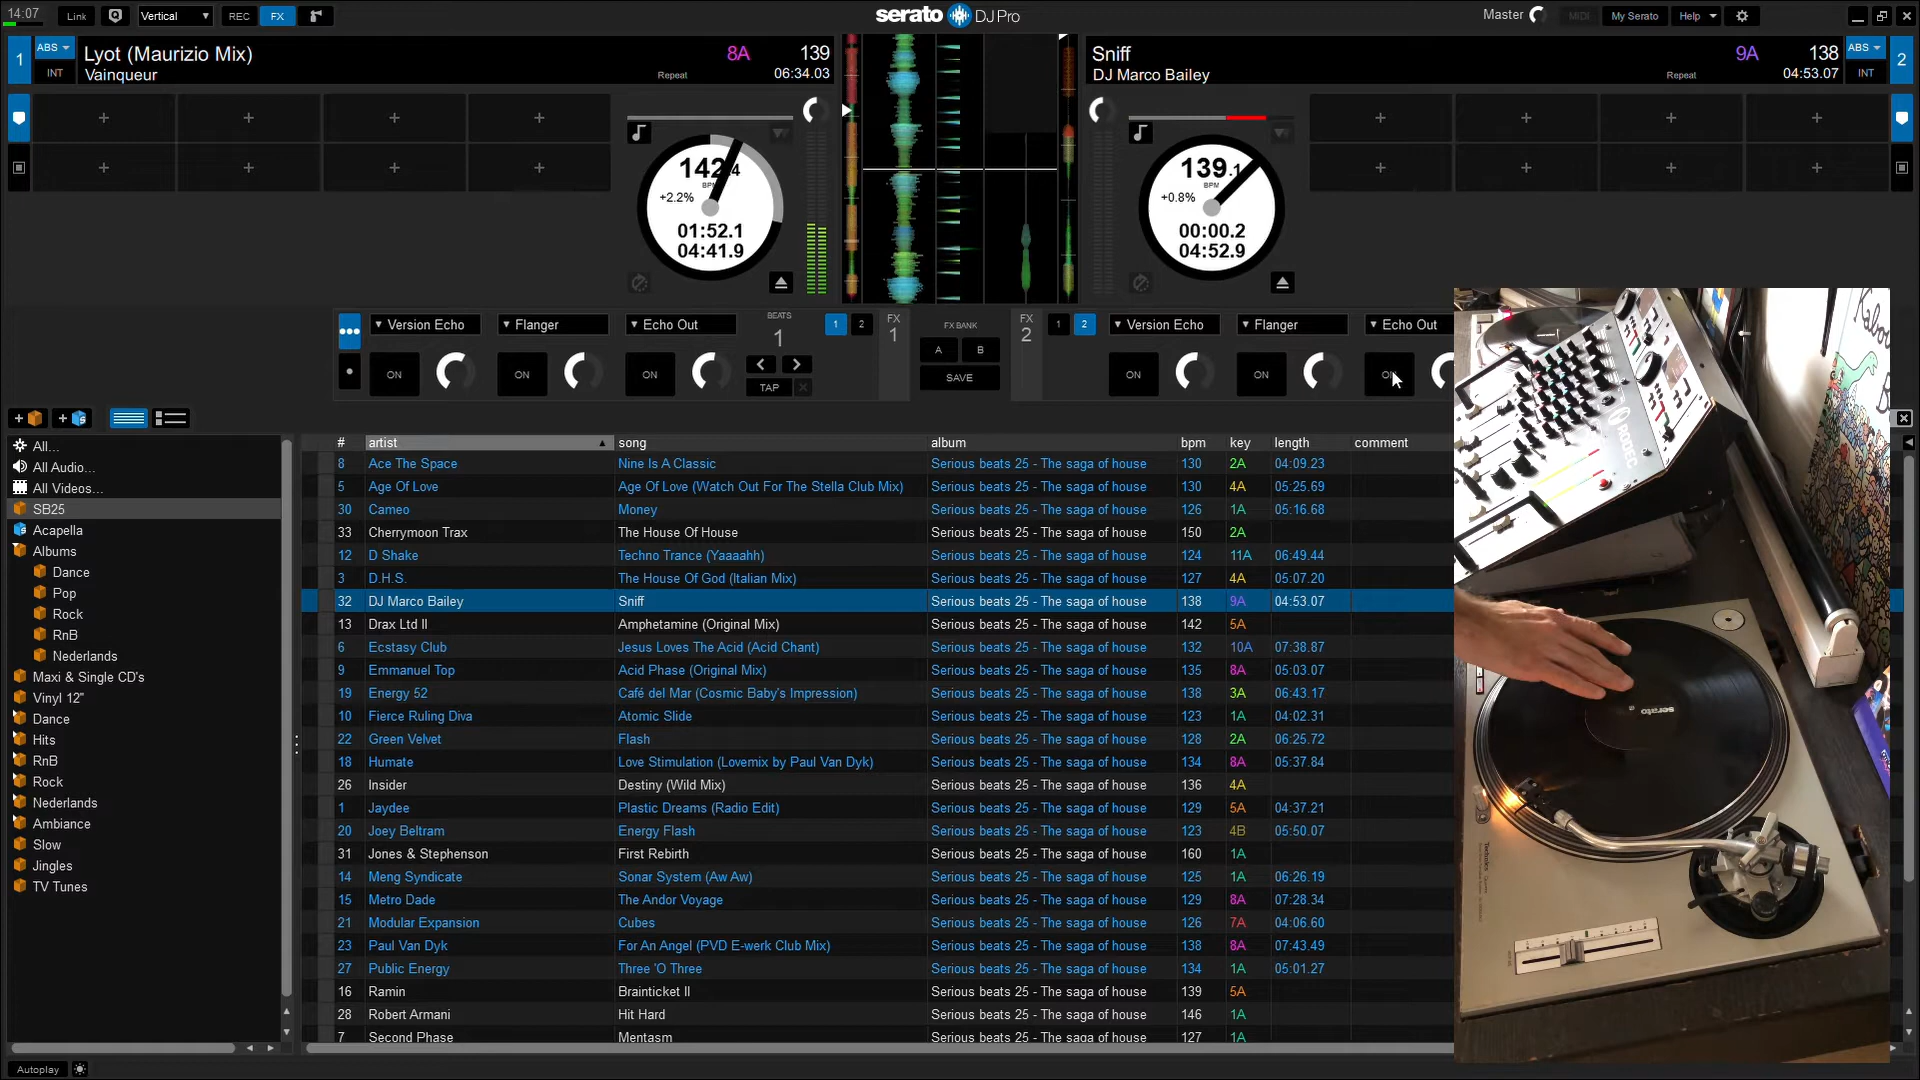 14:07
Link
Vertical
REC
FX
serato DJ Pro
Master
MIDI
My Serato
Help
1
ABS
INT
Lyot (Maurizio Mix)
Vainqueur
8A
139
Repeat
06:34.03
Sniff
DJ Marco Bailey
9A
138
Repeat
04:53.07
ABS
INT
2
142.4
BPM
+2.2%
01:52.1
04:41.9
139.1
BPM
+0.8%
00:00.2
04:52.9
Version Echo
Flanger
Echo Out
BEATS
1
1 2
FX
1
ON
ON
ON
TAP
FX BANK
A
B
SAVE
FX
2
1 2
Version Echo
Flanger
Echo Out
ON
ON
ON
All...
All Audio...
All Videos...
SB25
Acapella
Albums
Dance
Pop
Rock
RnB
Nederlands
Maxi & Single CD's
Vinyl 12"
Dance
Hits
RnB
Rock
Nederlands
Ambiance
Slow
Jingles
TV Tunes
# artist song album bpm key length comment
8 Ace The Space Nine Is A Classic Serious beats 25 - The saga of house 130 2A 04:09.23
5 Age Of Love Age Of Love (Watch Out For The Stella Club Mix) Serious beats 25 - The saga of house 130 4A 05:25.69
30 Cameo Money Serious beats 25 - The saga of house 126 1A 05:16.68
33 Cherrymoon Trax The House Of House Serious beats 25 - The saga of house 150 2A
12 D Shake Techno Trance (Yaaaahh) Serious beats 25 - The saga of house 124 11A 06:49.44
3 D.H.S. The House Of God (Italian Mix) Serious beats 25 - The saga of house 127 4A 05:07.20
32 DJ Marco Bailey Sniff Serious beats 25 - The saga of house 138 9A 04:53.07
13 Drax Ltd II Amphetamine (Original Mix) Serious beats 25 - The saga of house 142 5A
6 Ecstasy Club Jesus Loves The Acid (Acid Chant) Serious beats 25 - The saga of house 132 10A 07:38.87
9 Emmanuel Top Acid Phase (Original Mix) Serious beats 25 - The saga of house 135 8A 05:03.07
19 Energy 52 Café del Mar (Cosmic Baby's Impression) Serious beats 25 - The saga of house 138 3A 06:43.17
10 Fierce Ruling Diva Atomic Slide Serious beats 25 - The saga of house 123 1A 04:02.31
22 Green Velvet Flash Serious beats 25 - The saga of house 128 2A 06:25.72
18 Humate Love Stimulation (Lovemix by Paul Van Dyk) Serious beats 25 - The saga of house 134 8A 05:37.84
26 Insider Destiny (Wild Mix) Serious beats 25 - The saga of house 136 4A
1 Jaydee Plastic Dreams (Radio Edit) Serious beats 25 - The saga of house 129 5A 04:37.21
20 Joey Beltram Energy Flash Serious beats 25 - The saga of house 123 4B 05:50.07
31 Jones & Stephenson First Rebirth Serious beats 25 - The saga of house 160 1A
14 Meng Syndicate Sonar System (Aw Aw) Serious beats 25 - The saga of house 125 1A 06:26.19
15 Metro Dade The Andor Voyage Serious beats 25 - The saga of house 129 8A 07:28.34
21 Modular Expansion Cubes Serious beats 25 - The saga of house 126 7A 04:06.60
23 Paul Van Dyk For An Angel (PVD E-werk Club Mix) Serious beats 25 - The saga of house 138 8A 07:43.49
27 Public Energy Three 'O Three Serious beats 25 - The saga of house 134 1A 05:01.27
16 Ramin Brainticket II Serious beats 25 - The saga of house 139 5A
28 Robert Armani Hit Hard Serious beats 25 - The saga of house 146 1A
7 Second Phase Mentasm Serious beats 25 - The saga of house 127 1A
Autoplay
RODEC
serato
Technics